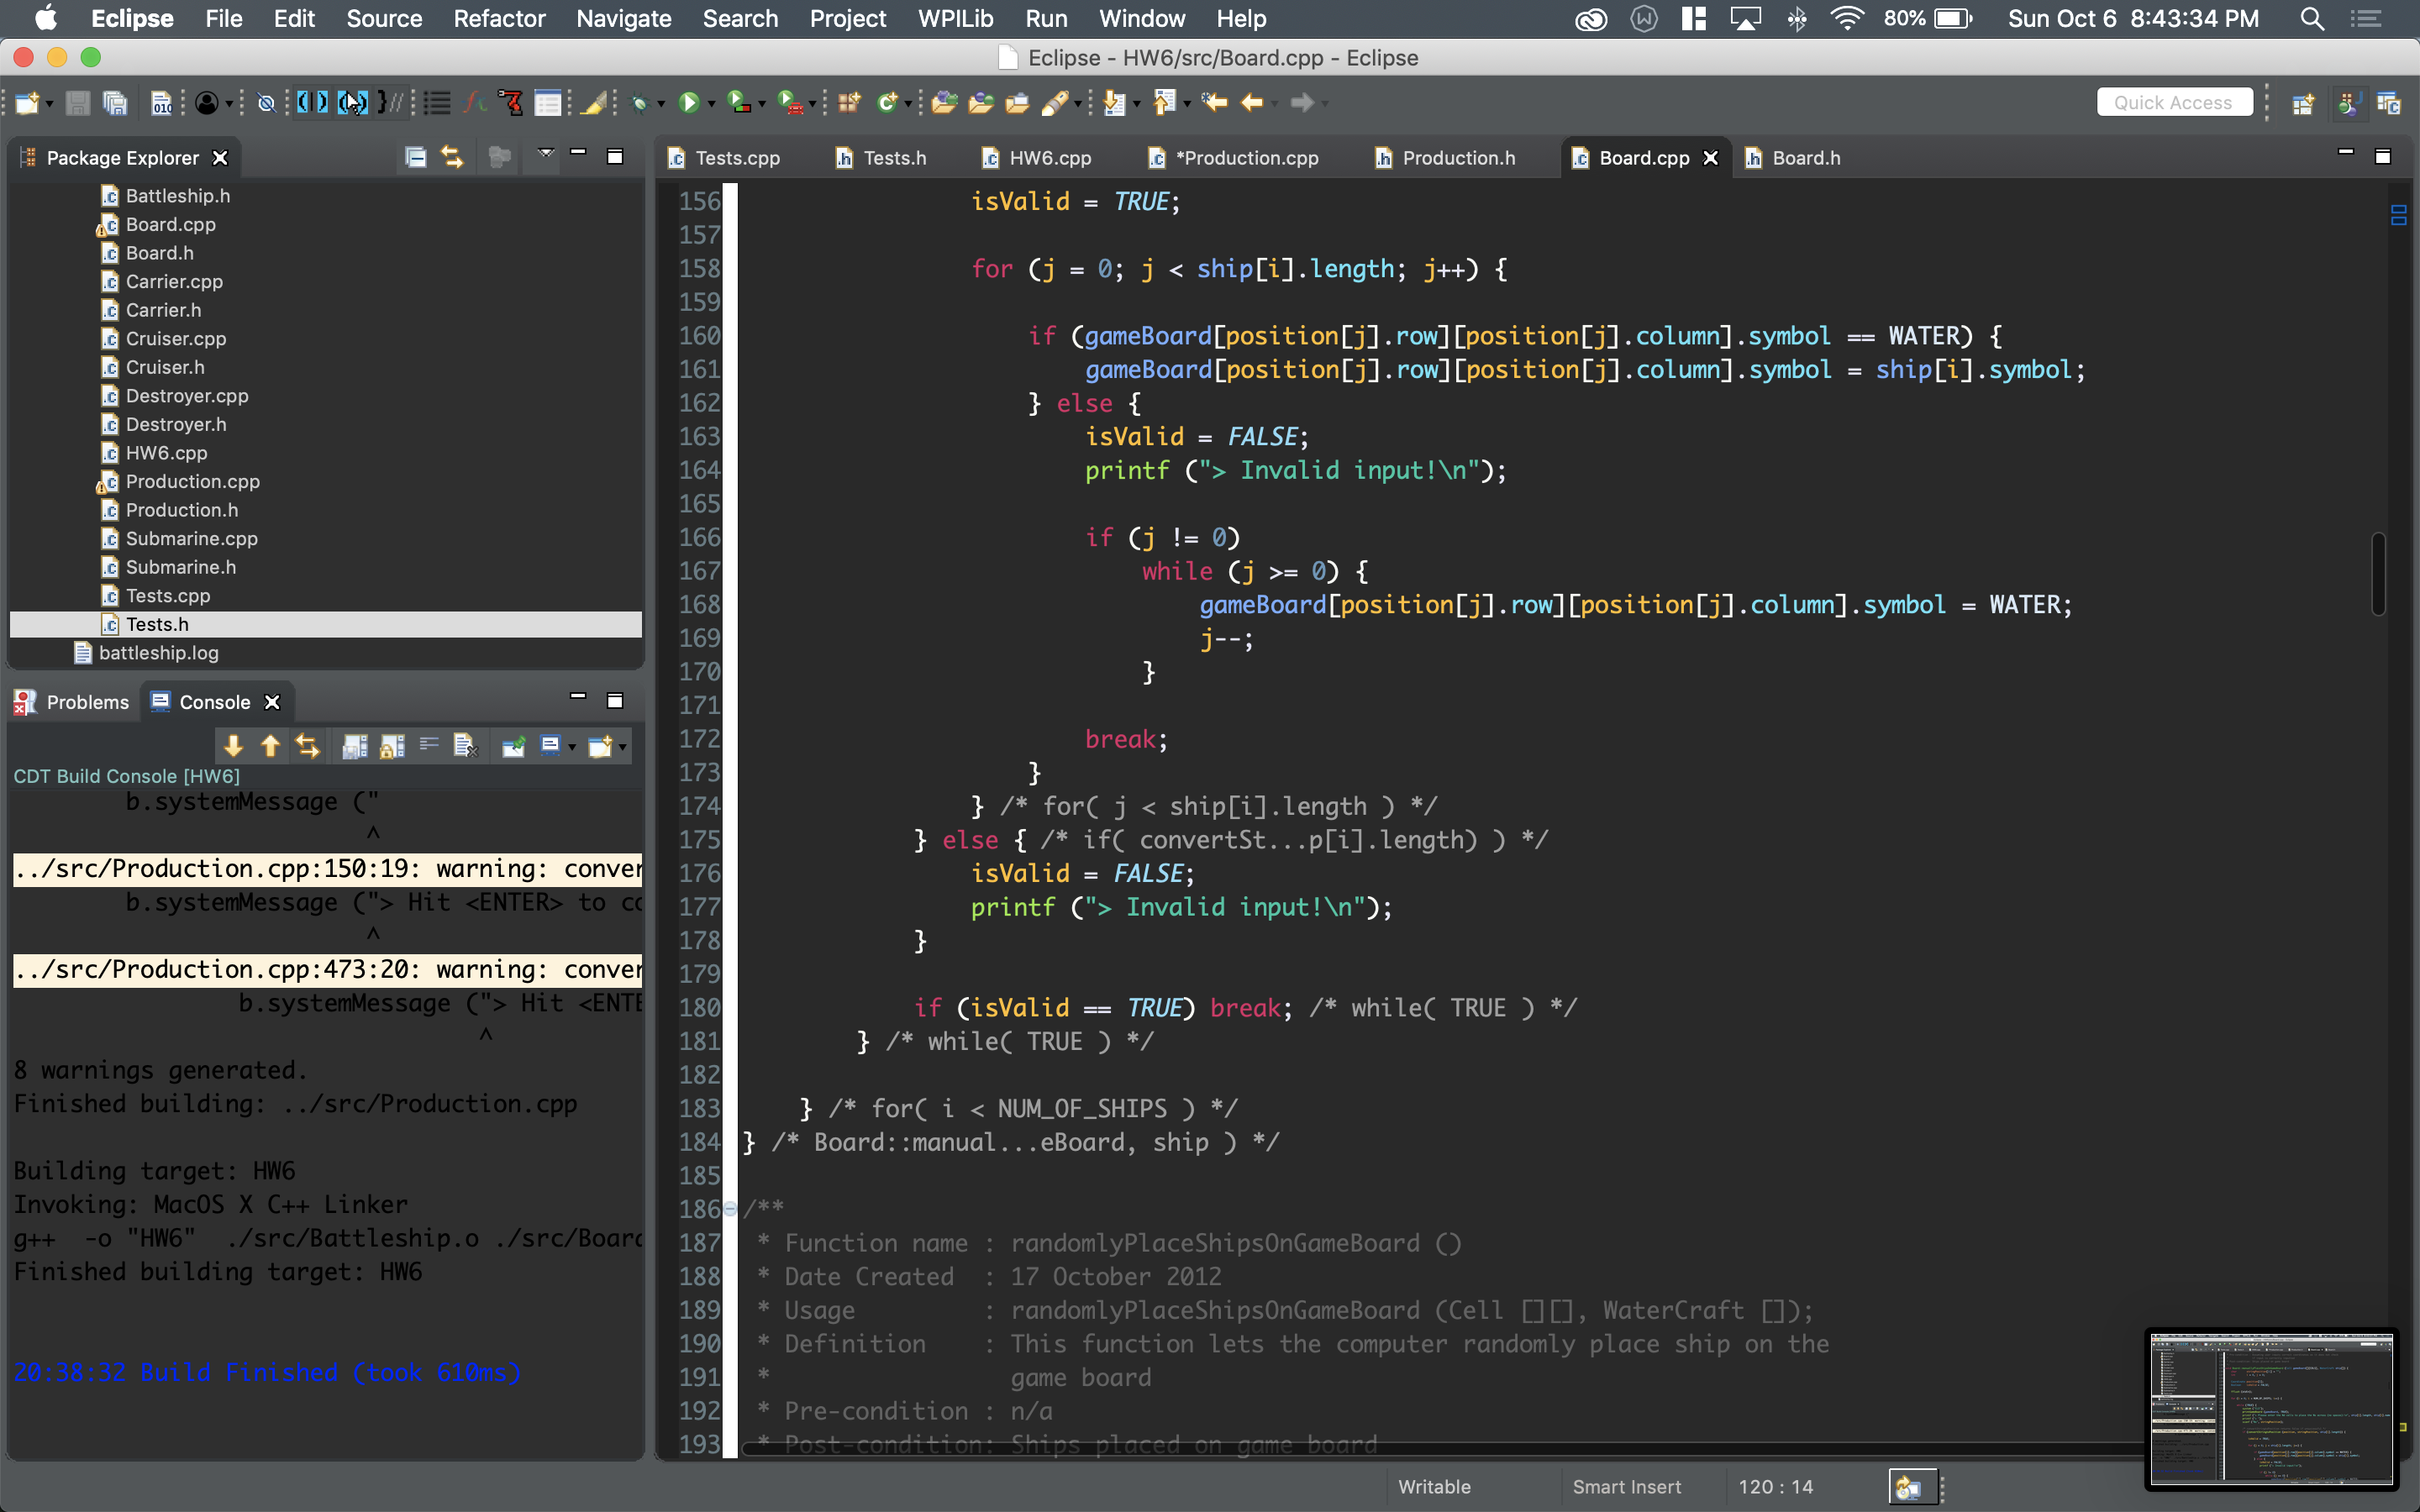 Eclipse File Edit Source Refactor Navigate Search Project WPILib Run Window Help 80% Sun Oct 6 8:43:34 PM
Eclipse - HW6/src/Board.cpp - Eclipse
Quick Access
Package Explorer
Battleship.h
Board.cpp
Board.h
Carrier.cpp
Carrier.h
Cruiser.cpp
Cruiser.h
Destroyer.cpp
Destroyer.h
HW6.cpp
Production.cpp
Production.h
Submarine.cpp
Submarine.h
Tests.cpp
Tests.h
battleship.log
Problems Console
CDT Build Console [HW6]
b.systemMessage ("
^
../src/Production.cpp:150:19: warning: conver
b.systemMessage ("> Hit <ENTER> to co
^
../src/Production.cpp:473:20: warning: conver
b.systemMessage ("> Hit <ENTE
^
8 warnings generated.
Finished building: ../src/Production.cpp
Building target: HW6
Invoking: MacOS X C++ Linker
g++ -o "HW6" ./src/Battleship.o ./src/Board
Finished building target: HW6
20:38:32 Build Finished (took 610ms)
Tests.cpp Tests.h HW6.cpp *Production.cpp Production.h Board.cpp Board.h
156 isValid = TRUE;
157
158 for (j = 0; j < ship[i].length; j++) {
159
160 if (gameBoard[position[j].row][position[j].column].symbol == WATER) {
161 gameBoard[position[j].row][position[j].column].symbol = ship[i].symbol;
162 } else {
163 isValid = FALSE;
164 printf ("> Invalid input!\n");
165
166 if (j != 0)
167 while (j >= 0) {
168 gameBoard[position[j].row][position[j].column].symbol = WATER;
169 j--;
170 }
171
172 break;
173 }
174 } /* for( j < ship[i].length ) */
175 } else { /* if( convertSt...p[i].length) ) */
176 isValid = FALSE;
177 printf ("> Invalid input!\n");
178 }
179
180 if (isValid == TRUE) break; /* while( TRUE ) */
181 } /* while( TRUE ) */
182
183 } /* for( i < NUM_OF_SHIPS ) */
184 } /* Board::manual...eBoard, ship ) */
185
186 /**
187 * Function name : randomlyPlaceShipsOnGameBoard ()
188 * Date Created : 17 October 2012
189 * Usage : randomlyPlaceShipsOnGameBoard (Cell [][], WaterCraft []);
190 * Definition : This function lets the computer randomly place ship on the
191 * game board
192 * Pre-condition : n/a
193 * Post-condition: Ships placed on game board
Writable Smart Insert 120 : 14